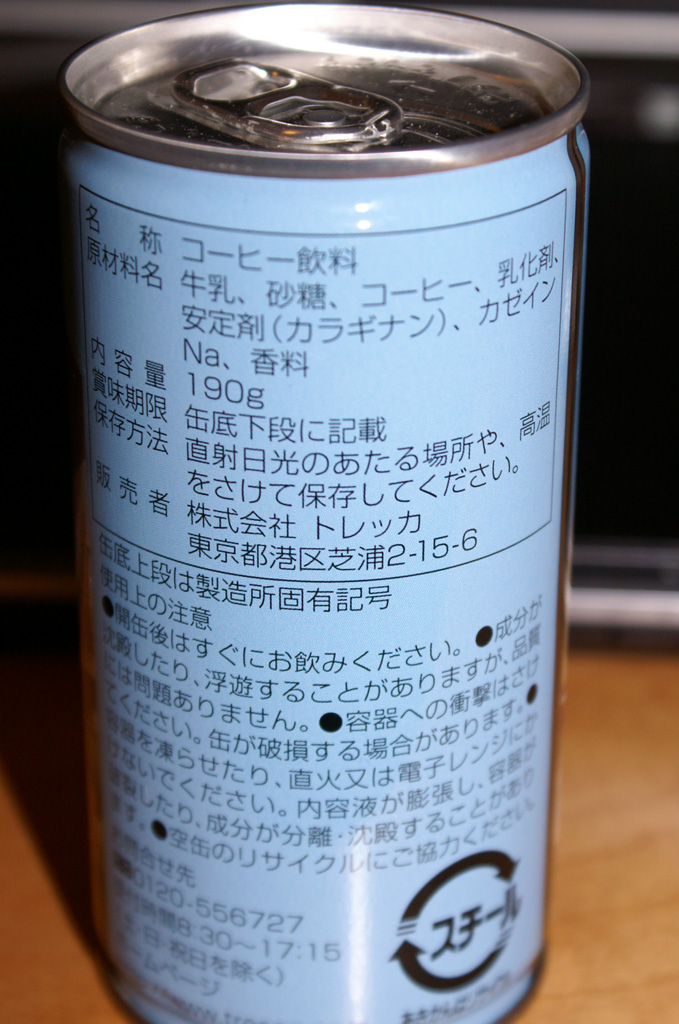 名称 コーヒー飲料
原材料名 牛乳、砂糖、コーヒー、乳化剤、
安定剤(カラギナン)、カゼイン
Na、香料
内容量 190g
賞味期限 缶底下段に記載
保存方法 直射日光のあたる場所や、高温
をさけて保存してください。
販売者 株式会社 トレッカ
東京都港区芝浦2-15-6
缶底上段は製造所固有記号
使用上の注意
●開缶後はすぐにお飲みください。●成分が
沈殿したり、浮遊することがありますが、品質
には問題ありません。●容器への衝撃はさけ
てください。缶が破損する場合があります。●
容器を凍らせたり、直火又は電子レンジにか
けないでください。内容液が膨張し、容器が
破裂したり、成分が分離・沈殿することがあり
ます。●空缶のリサイクルにご協力ください。
問合せ先
0120-556727
時間8:30〜17:15
土・日・祝日を除く)
ホームページ
スチール